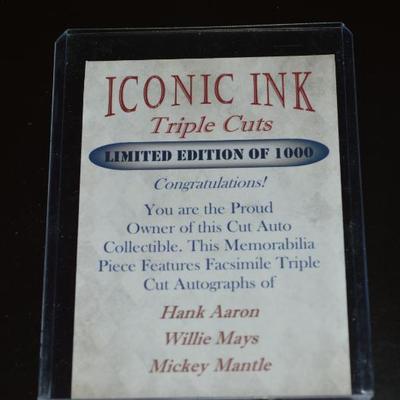 ICONIC INK
Triple Cuts
LIMITED EDITION OF 1000
Congratulations!
You are the Proud
Owner of this Cut Auto
Collectible. This Memorabilia
Piece Features Facsimile Triple
Cut Autographs of
Hank Aaron
Willie Mays
Mickey Mantle